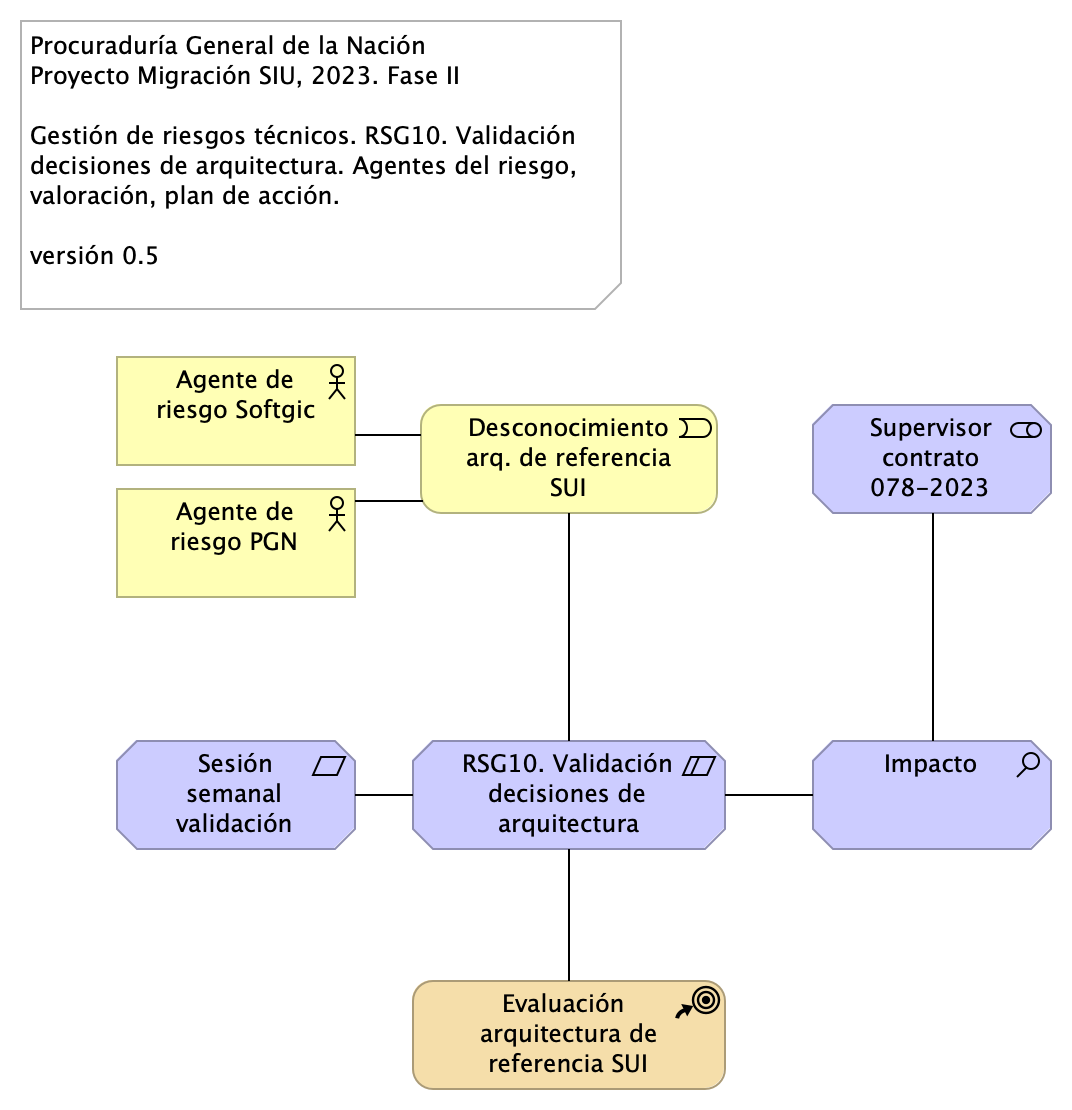 Procuraduría General de la Nación
Proyecto Migración SIU, 2023. Fase II
Gestión de riesgos técnicos. RSG10. Validación
decisiones de arquitectura. Agentes del riesgo,
valoración, plan de acción.
versión 0.5
Agente de
riesgo Softgic
Desconocimiento
arq. de referencia
SUI
Supervisor
contrato
078-2023
Agente de
riesgo PGN
Sesión
semanal
validación
RSG10. Validación
decisiones de
arquitectura
Impacto
Evaluación
arquitectura de
referencia SUI